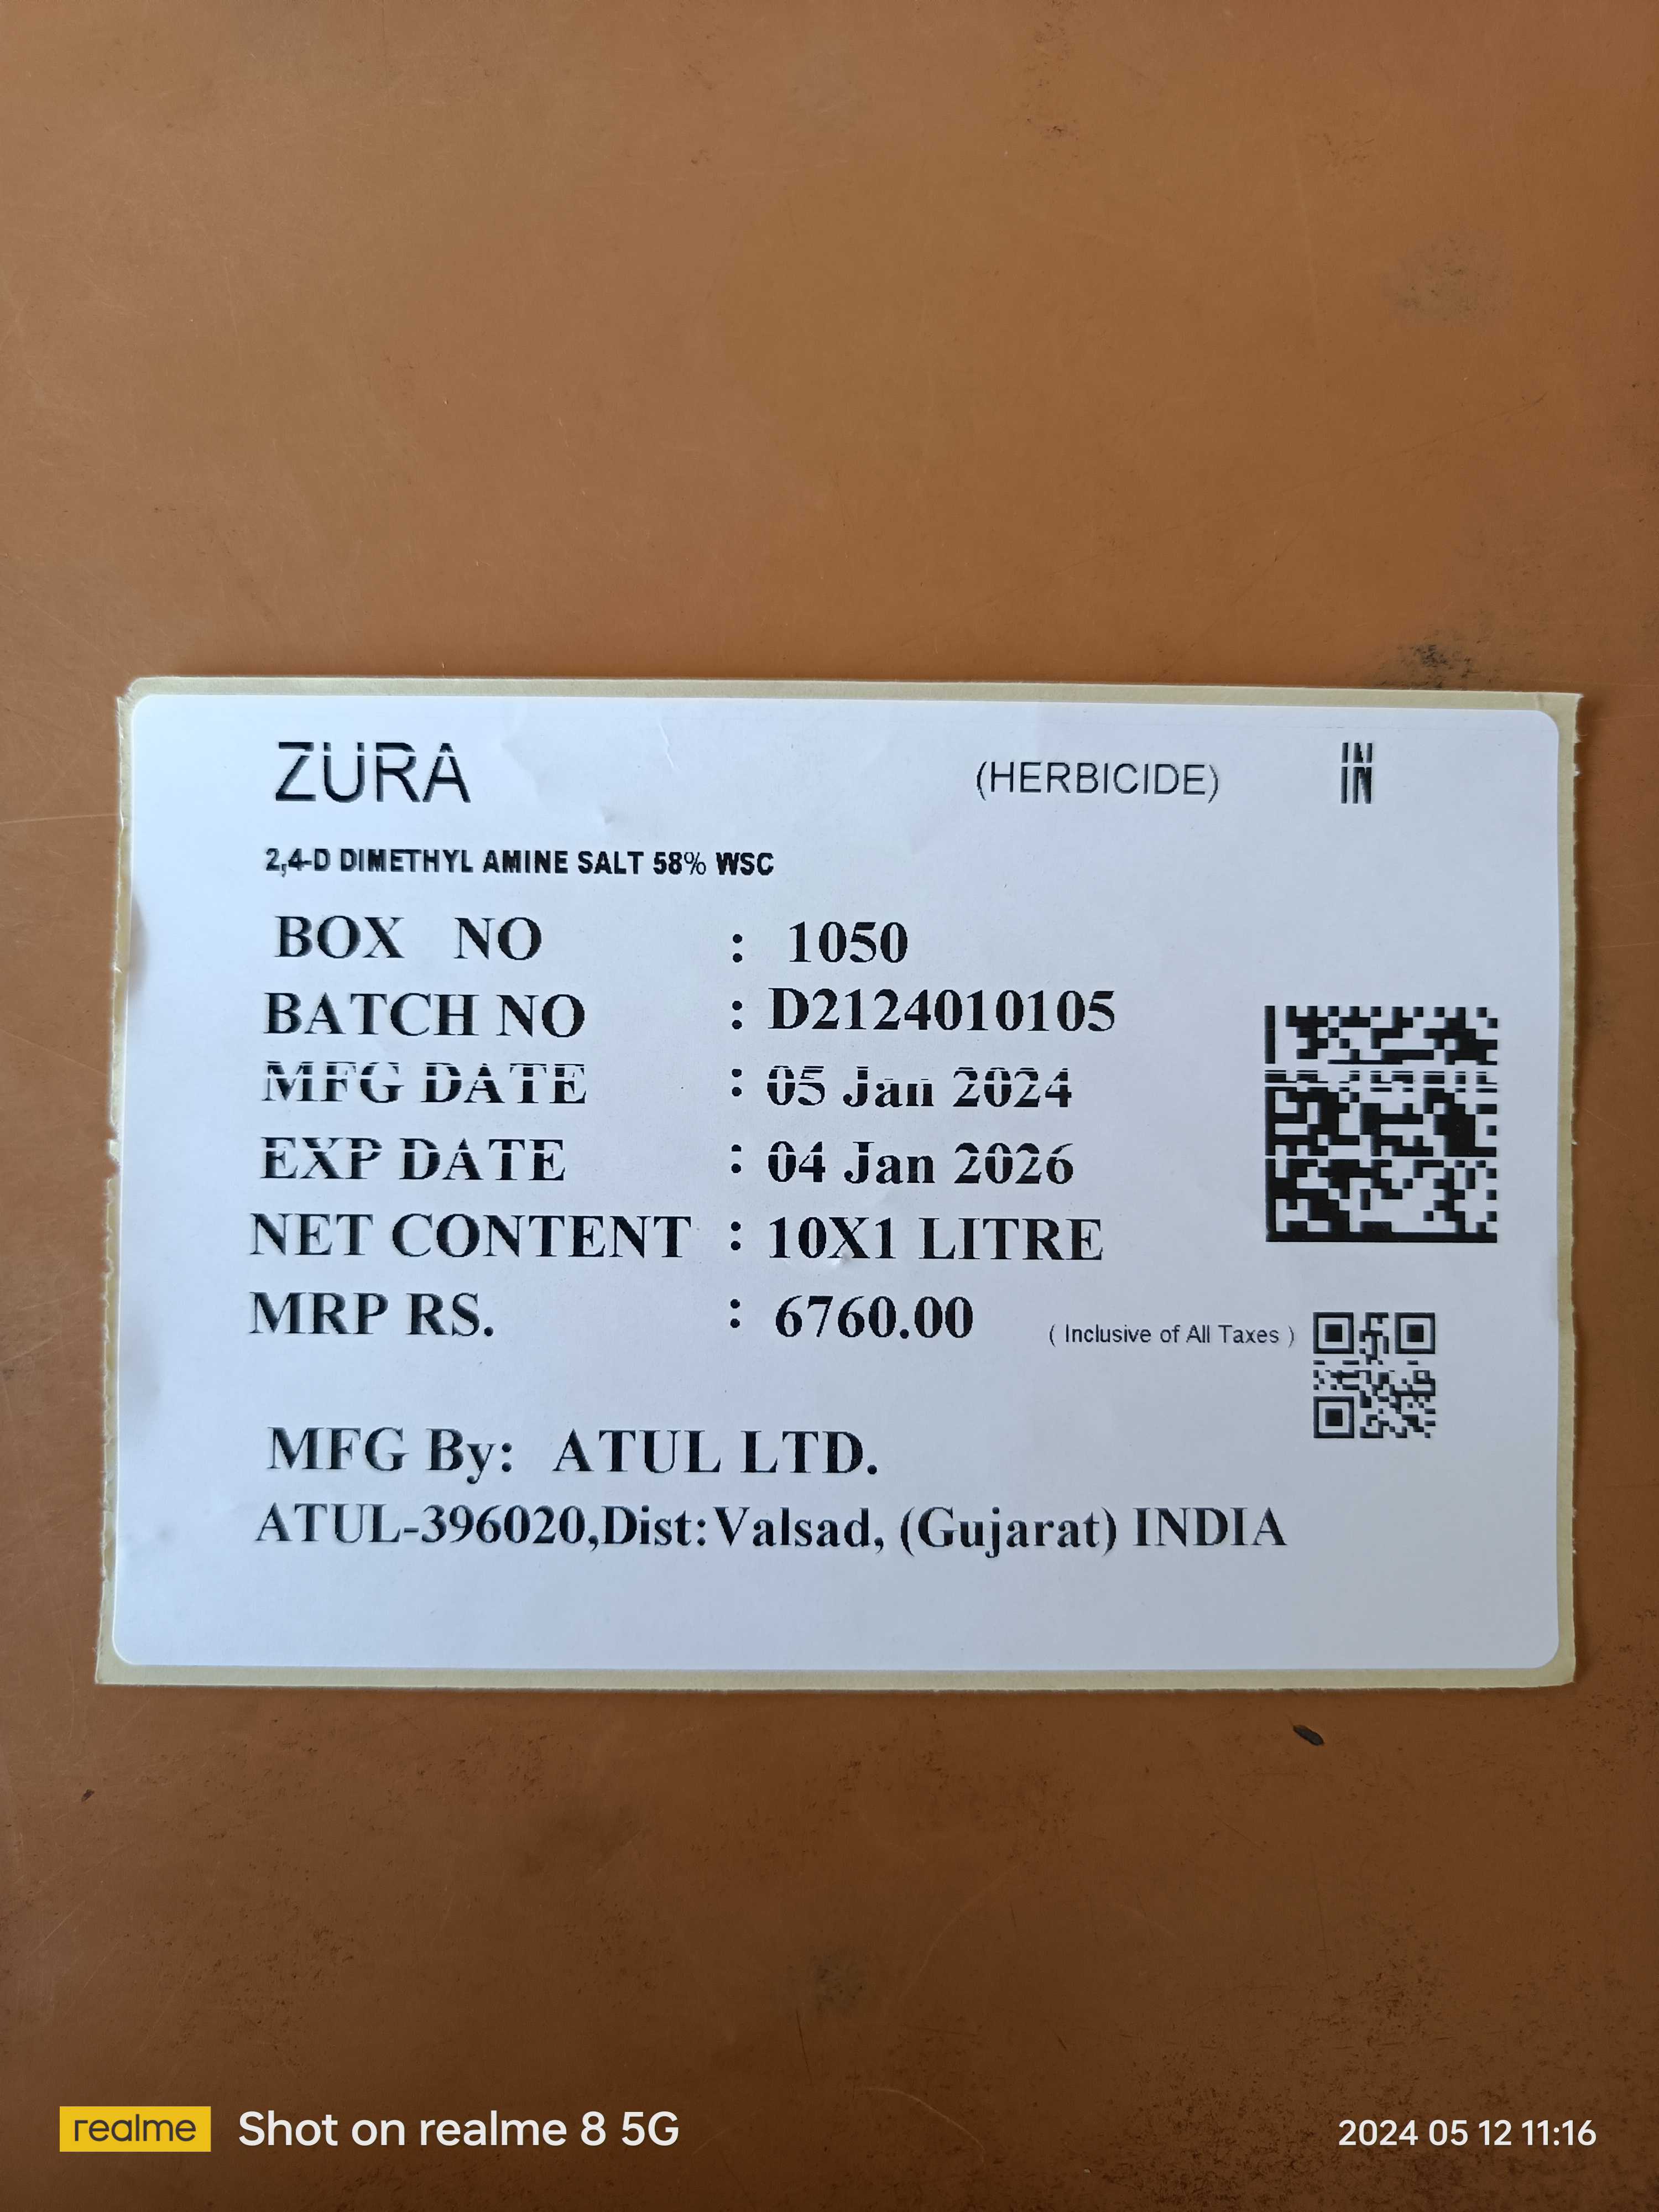 ZURA (HERBICIDE) IN
2,4-D DIMETHYL AMINE SALT 58% WSC
BOX NO : 1050
BATCH NO : D2124010105
MFG DATE : 05 Jan 2024
EXP DATE : 04 Jan 2026
NET CONTENT : 10X1 LITRE
MRP RS. : 6760.00 ( Inclusive of All Taxes )
MFG By: ATUL LTD.
ATUL-396020,Dist:Valsad, (Gujarat) INDIA
realme Shot on realme 8 5G 2024 05 12 11:16